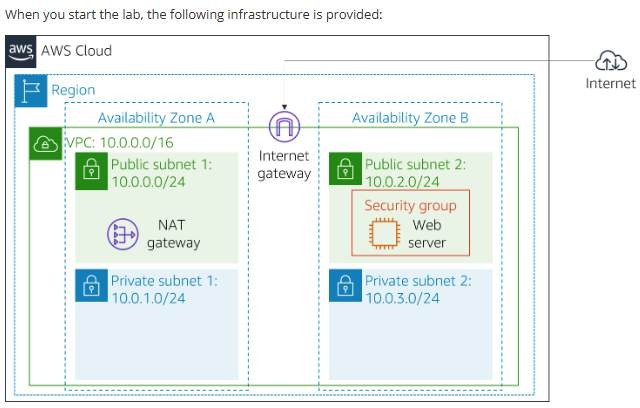 When you start the lab, the following infrastructure is provided:
aws AWS Cloud
Internet
Region
Availability Zone A
Availability Zone B
VPC: 10.0.0.0/16
Internet
gateway
Public subnet 1:
10.0.0.0/24
NAT
gateway
Public subnet 2:
10.0.2.0/24
Security group
Web
server
Private subnet 1:
10.0.1.0/24
Private subnet 2:
10.0.3.0/24